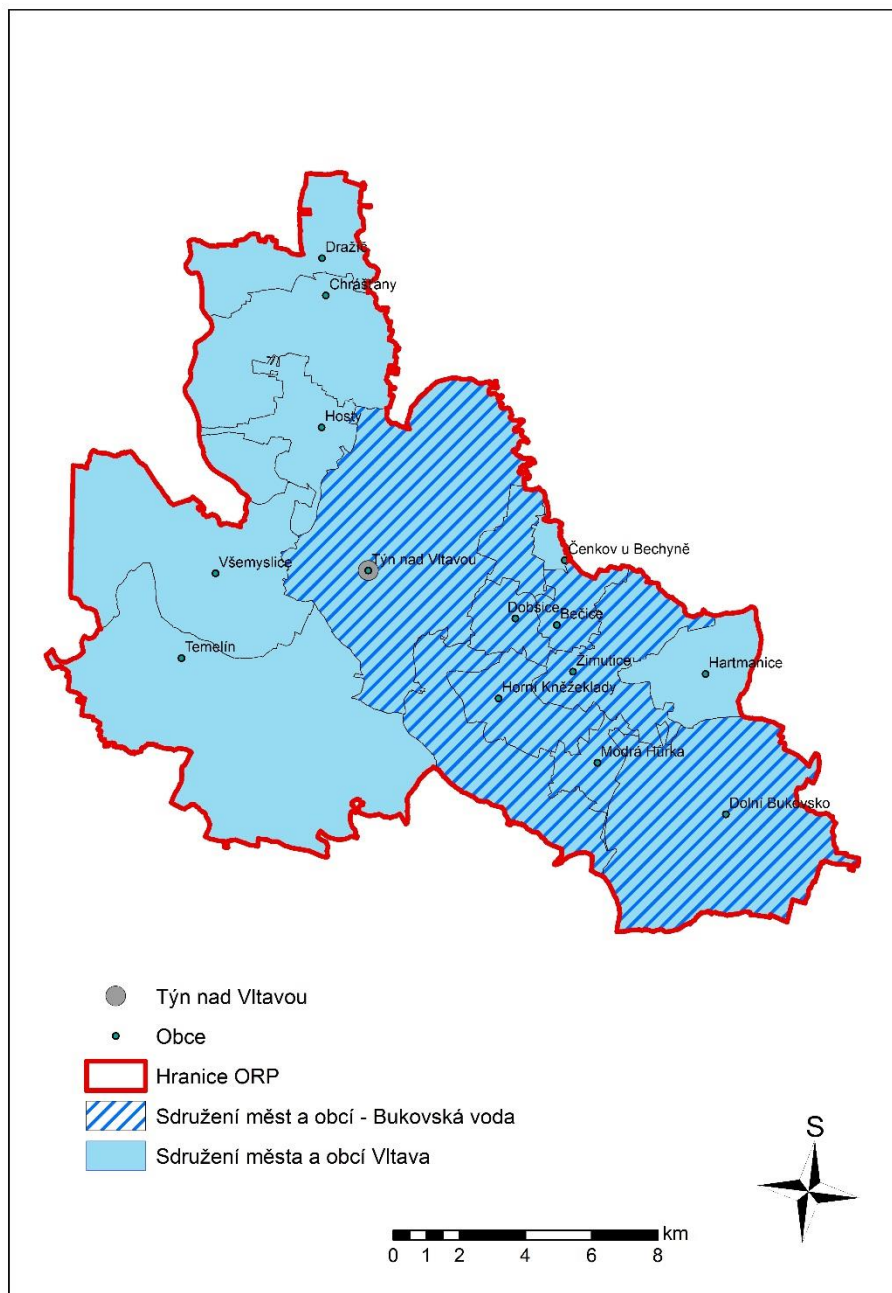 Dražíč
Chrášťany
Hosty
Čenkov u Bechyně
Všemyslice
Týn nad Vltavou
Dobšice
Bečice
Temelín
Žimutice
Hartmanice
Horní Kněžeklady
Modrá Hůrka
Dolní Bukovsko
Týn nad Vltavou
Obce
Hranice ORP
Sdružení měst a obcí - Bukovská voda
Sdružení města a obcí Vltava
S
km
0 1 2 4 6 8